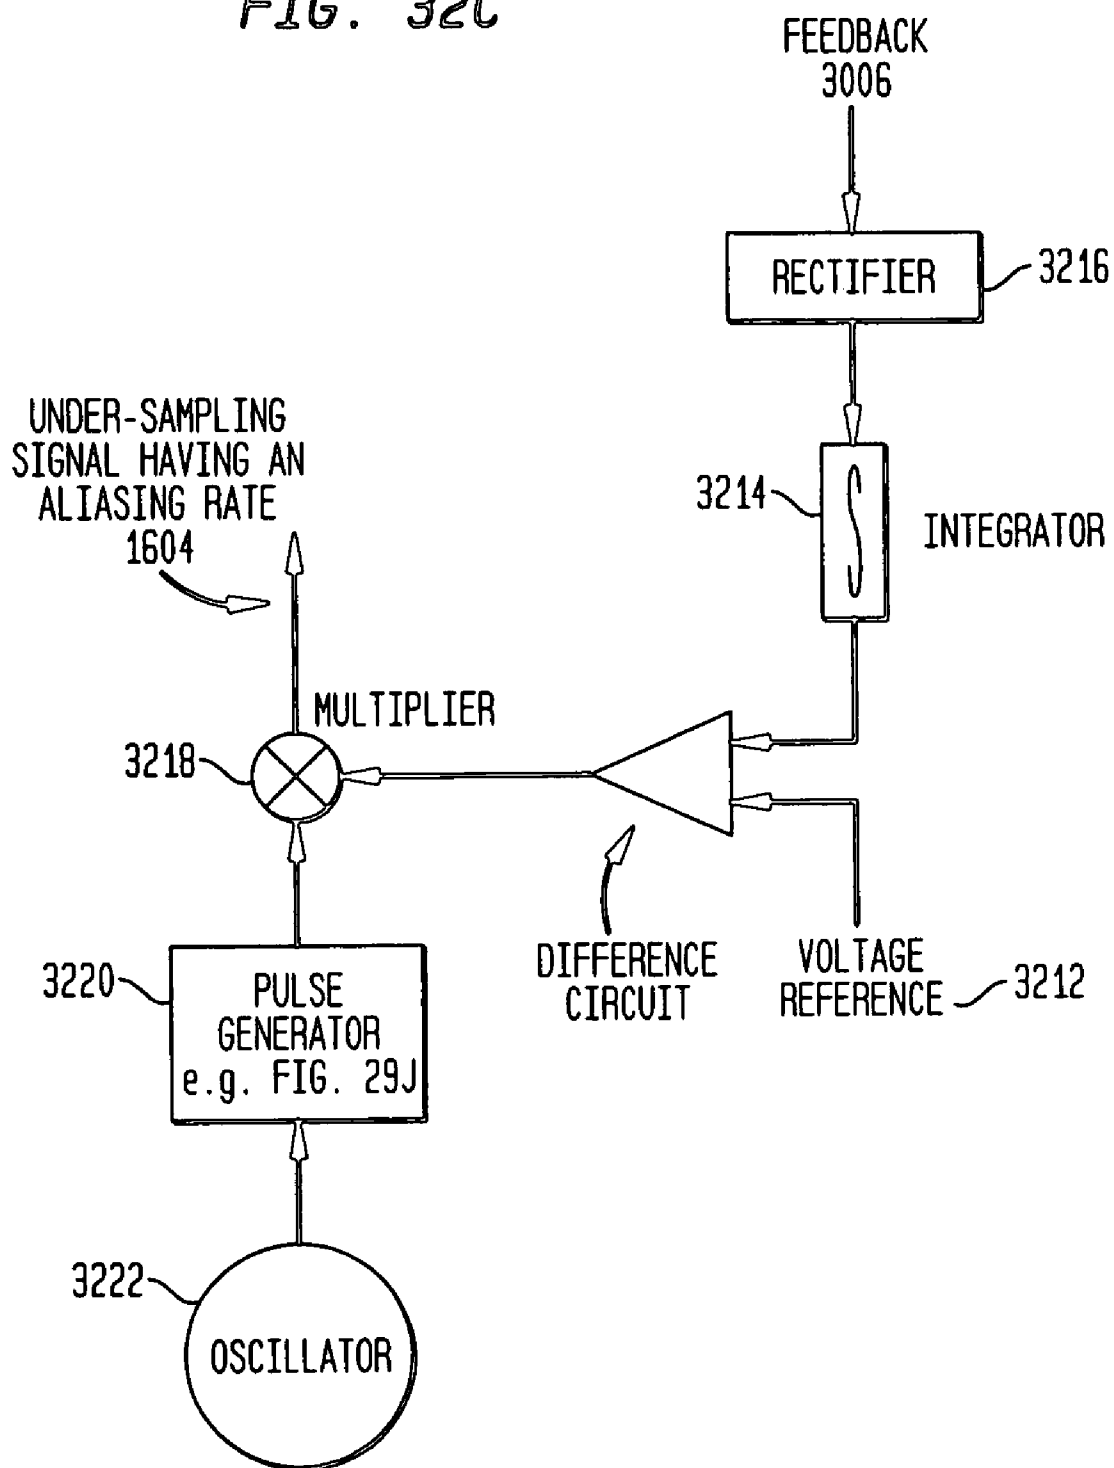 FIG. 32C
FEEDBACK
3006
RECTIFIER
3216
UNDER-SAMPLING
SIGNAL HAVING AN
ALIASING RATE
1604
3214
INTEGRATOR
MULTIPLIER
3218
DIFFERENCE
CIRCUIT
VOLTAGE
REFERENCE
3212
3220
PULSE
GENERATOR
e.g. FIG. 29J
3222
OSCILLATOR